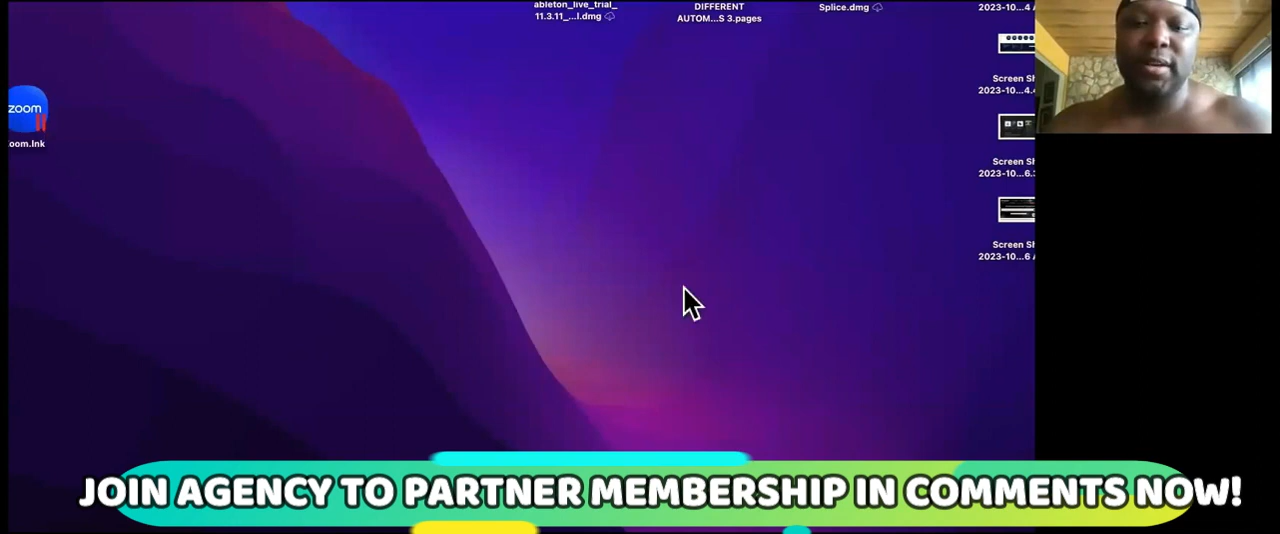 ableton_live_trial_
11.3.11_...l.dmg
DIFFERENT
AUTOM...S 3.pages
Splice.dmg
2023-10...4
zoom
oom.lnk
Screen Sh
2023-10...4.4
Screen Sh
2023-10...6.3
Screen Sh
2023-10...6 A
JOIN AGENCY TO PARTNER MEMBERSHIP IN COMMENTS NOW!